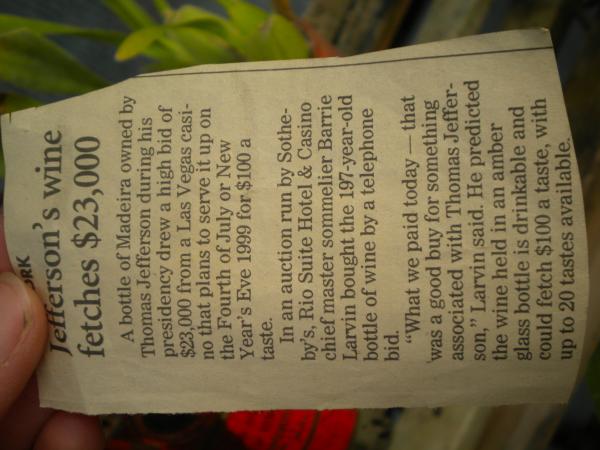 RK
Jefferson's wine
fetches $23,000
A bottle of Madeira owned by
Thomas Jefferson during his
presidency drew a high bid of
$23,000 from a Las Vegas casi-
no that plans to serve it up on
the Fourth of July or New
Year's Eve 1999 for $100 a
taste.
In an auction run by Sothe-
by's, Rio Suite Hotel & Casino
chief master sommelier Barrie
Larvin bought the 197-year-old
bottle of wine by a telephone
bid.
"What we paid today — that
was a good buy for something
associated with Thomas Jeffer-
son," Larvin said. He predicted
the wine held in an amber
glass bottle is drinkable and
could fetch $100 a taste, with
up to 20 tastes available.